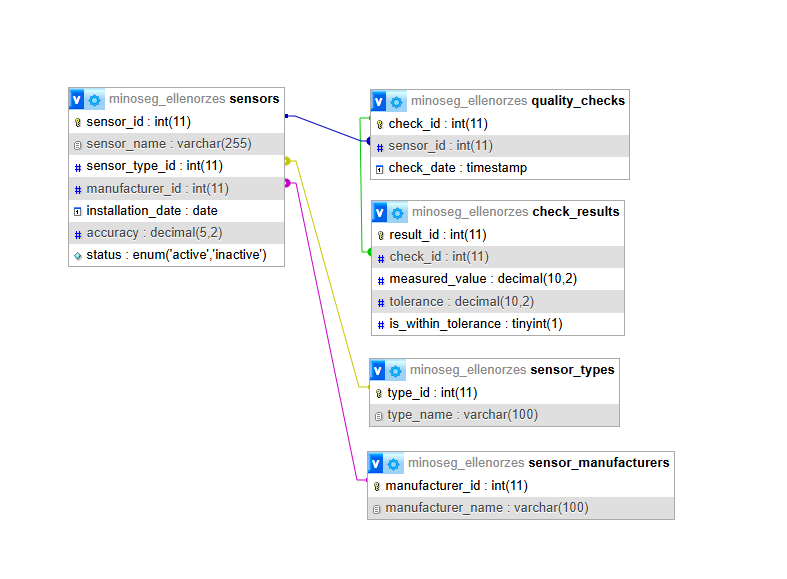 v minoseg_ellenorzes sensors
sensor_id : int(11)
sensor_name : varchar(255)
# sensor_type_id : int(11)
# manufacturer_id : int(11)
installation_date : date
# accuracy : decimal(5,2)
status : enum('active','inactive')
v minoseg_ellenorzes quality_checks
check_id : int(11)
# sensor_id : int(11)
check_date : timestamp
v minoseg_ellenorzes check_results
result_id : int(11)
# check_id : int(11)
# measured_value : decimal(10,2)
# tolerance : decimal(10,2)
# is_within_tolerance : tinyint(1)
v minoseg_ellenorzes sensor_types
type_id : int(11)
type_name : varchar(100)
v minoseg_ellenorzes sensor_manufacturers
manufacturer_id : int(11)
manufacturer_name : varchar(100)